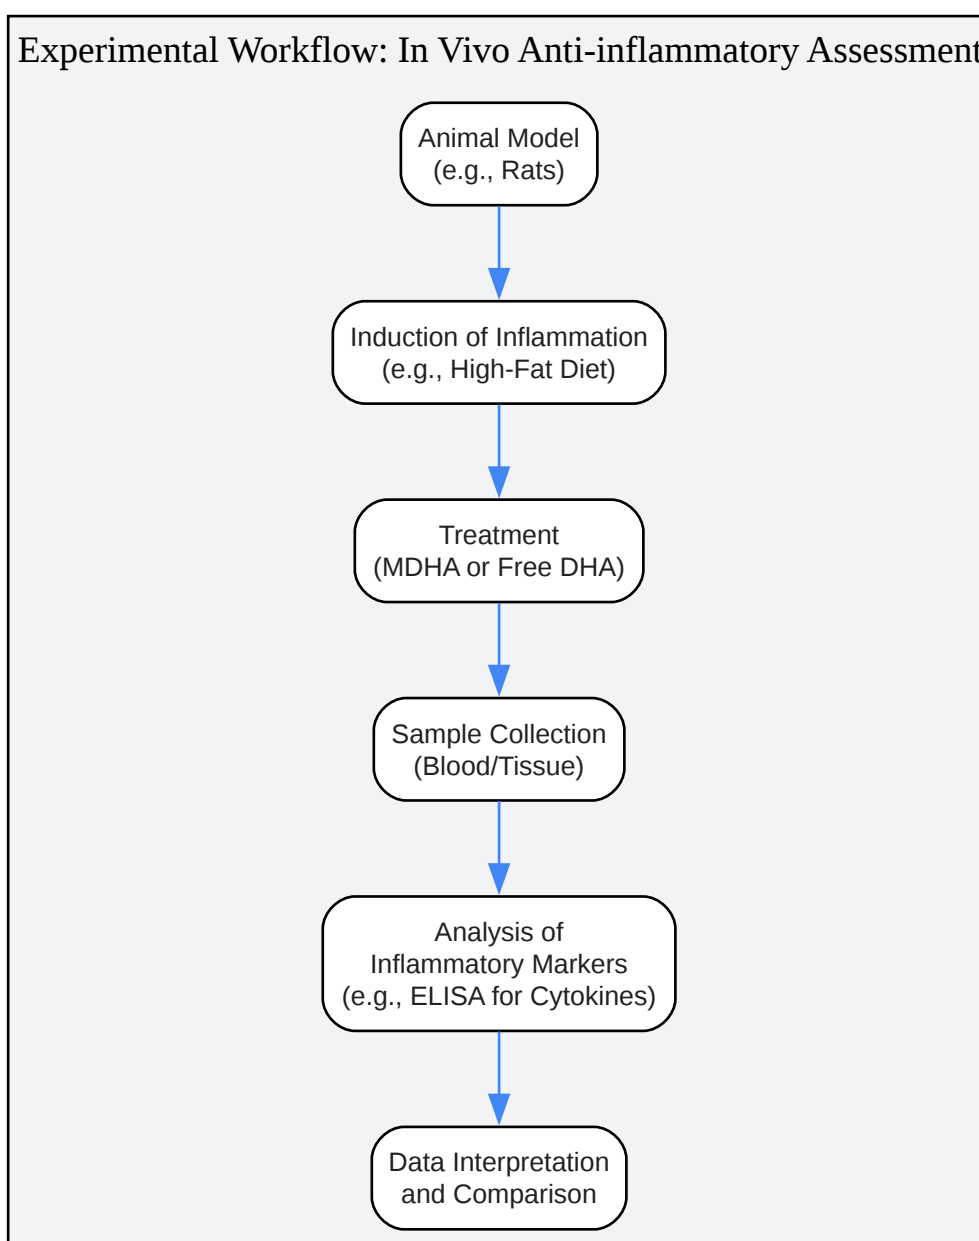 Experimental Workflow: In Vivo Anti-inflammatory Assessment
Animal Model
(e.g., Rats)
Induction of Inflammation
(e.g., High-Fat Diet)
Treatment
(MDHA or Free DHA)
Sample Collection
(Blood/Tissue)
Analysis of
Inflammatory Markers
(e.g., ELISA for Cytokines)
Data Interpretation
and Comparison